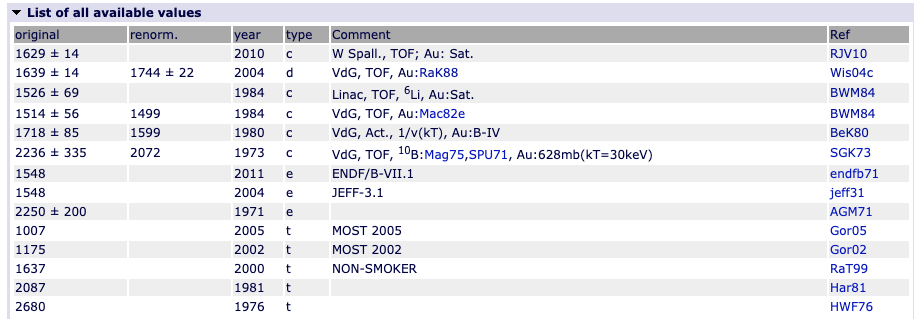 ▼ List of all available values
original renorm. year type Comment Ref
1629 ± 14 2010 c W Spall., TOF; Au: Sat. RJV10
1639 ± 14 1744 ± 22 2004 d VdG, TOF, Au:RaK88 Wis04c
1526 ± 69 1984 c Linac, TOF, ⁶Li, Au:Sat. BWM84
1514 ± 56 1499 1984 c VdG, TOF, Au:Mac82e BWM84
1718 ± 85 1599 1980 c VdG, Act., 1/v(kT), Au:B-IV BeK80
2236 ± 335 2072 1973 c VdG, TOF, ¹⁰B:Mag75,SPU71, Au:628mb(kT=30keV) SGK73
1548 2011 e ENDF/B-VII.1 endfb71
1548 2004 e JEFF-3.1 jeff31
2250 ± 200 1971 e AGM71
1007 2005 t MOST 2005 Gor05
1175 2002 t MOST 2002 Gor02
1637 2000 t NON-SMOKER RaT99
2087 1981 t Har81
2680 1976 t HWF76